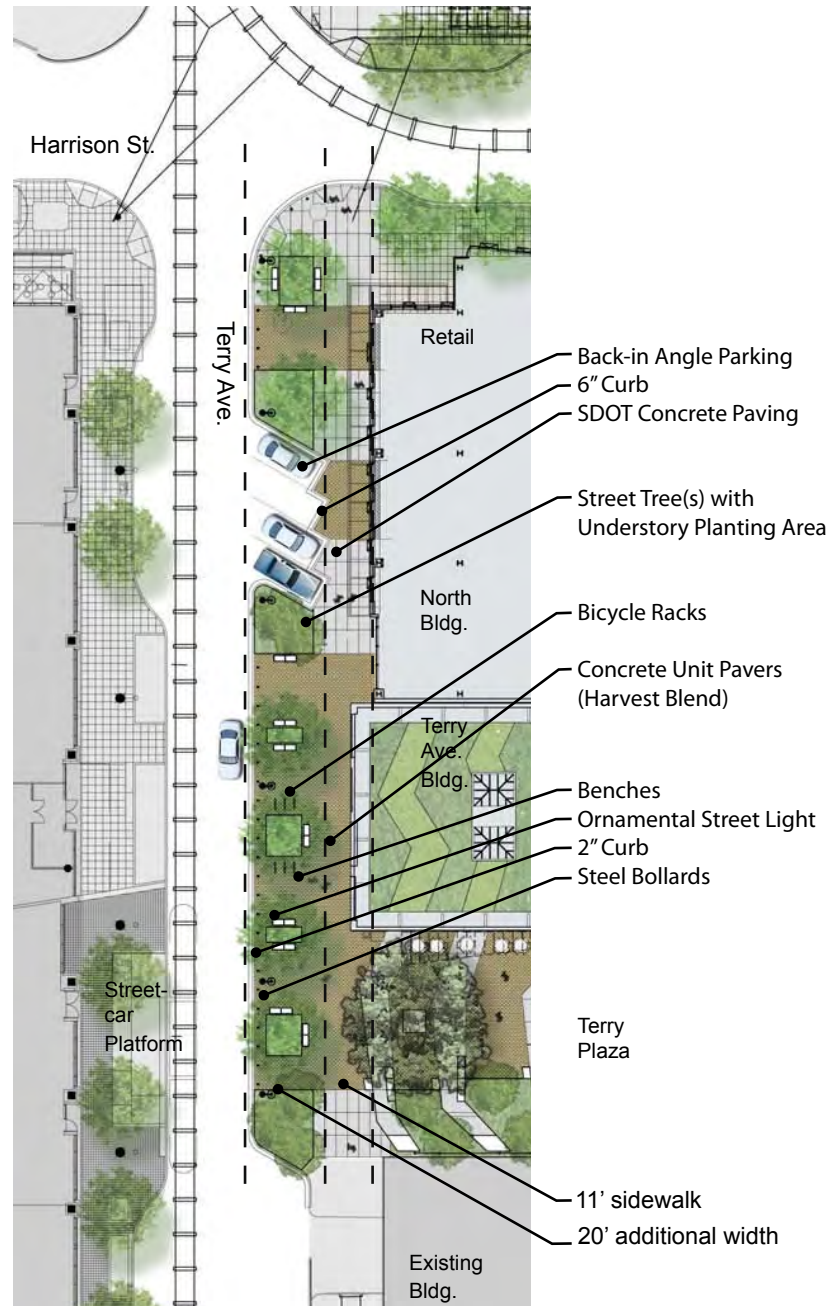 Harrison St.
Terry Ave.
Retail
Back-in Angle Parking
6” Curb
SDOT Concrete Paving
Street Tree(s) with
Understory Planting Area
North
Bldg.
Bicycle Racks
Concrete Unit Pavers
(Harvest Blend)
Terry
Ave.
Bldg.
Benches
Ornamental Street Light
2” Curb
Steel Bollards
Street-
car
Platform
Terry
Plaza
11’ sidewalk
20’ additional width
Existing
Bldg.